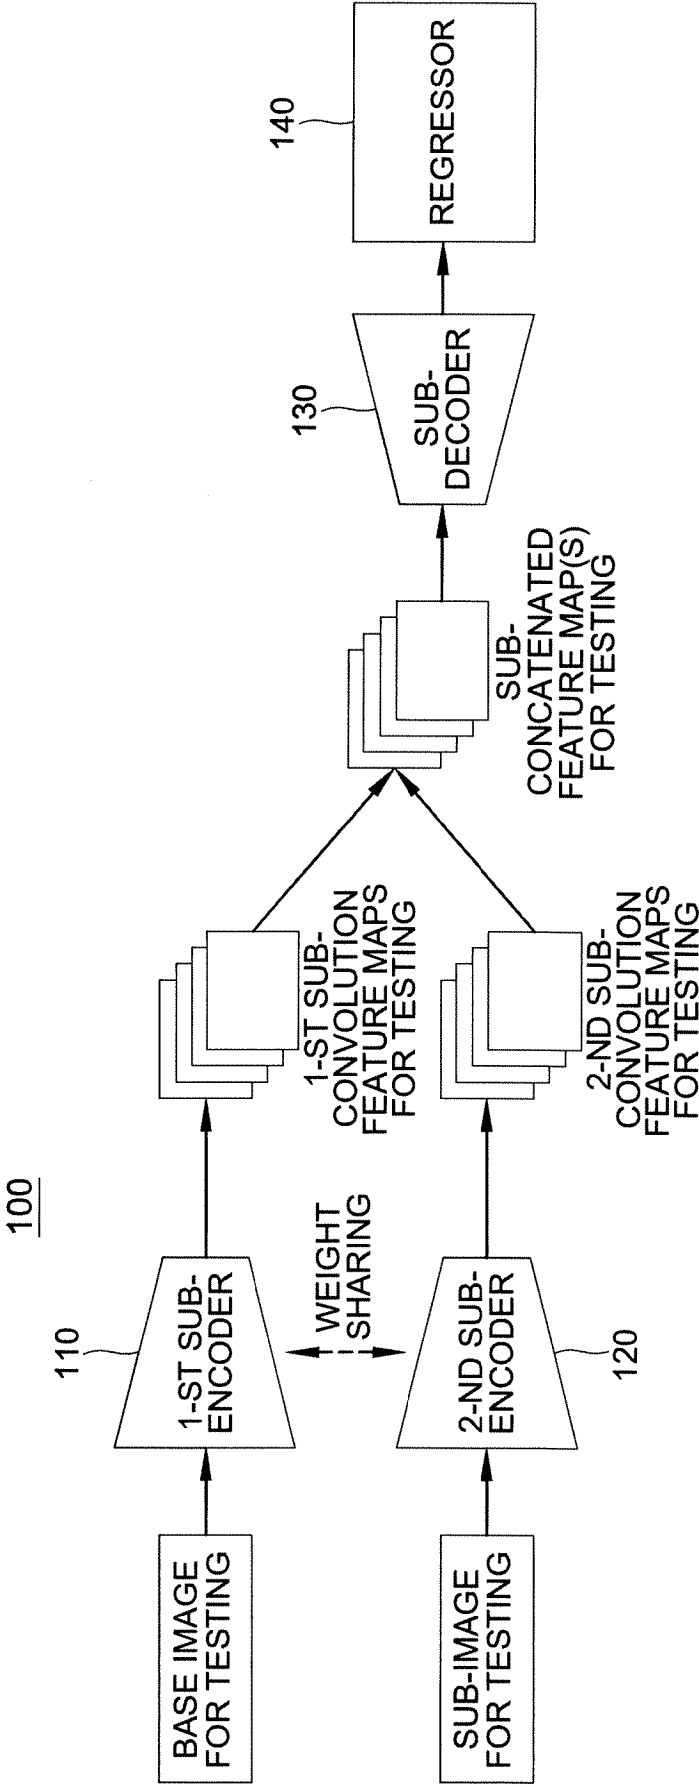 100
BASE IMAGE
FOR TESTING
110
1-ST SUB-
ENCODER
1-ST SUB-
CONVOLUTION
FEATURE MAPS
FOR TESTING
WEIGHT
SHARING
SUB-IMAGE
FOR TESTING
2-ND SUB-
ENCODER
120
2-ND SUB-
CONVOLUTION
FEATURE MAPS
FOR TESTING
SUB-
CONCATENATED
FEATURE MAP(S)
FOR TESTING
130
SUB-
DECODER
140
REGRESSOR